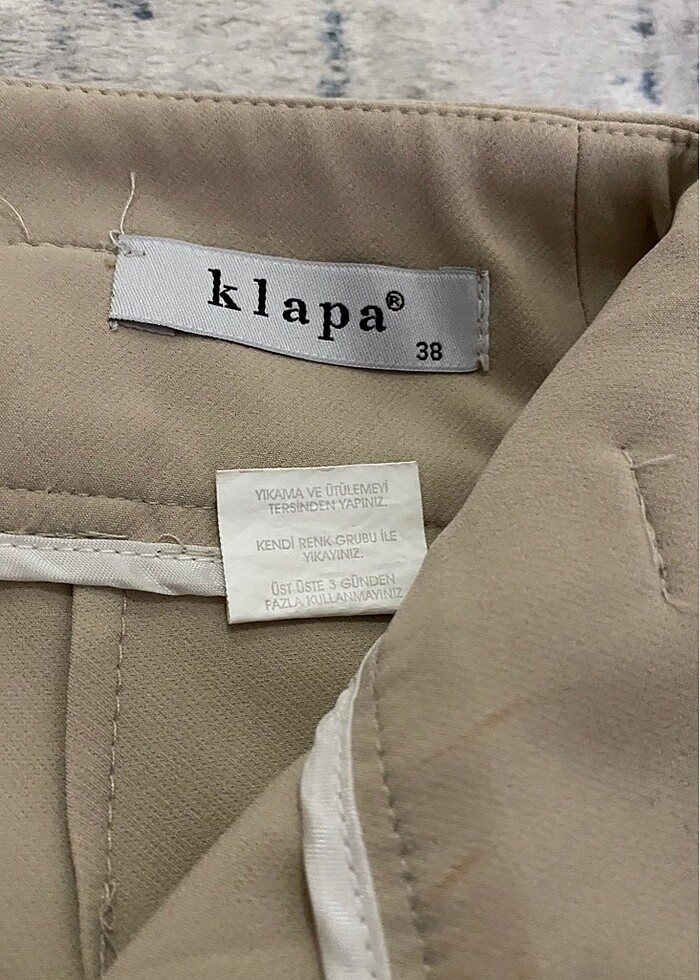 klapa®
38
YIKAMA VE ÜTÜLEMEYİ
TERSİNDEN YAPINIZ.
KENDİ RENK GRUBU İLE
YIKAYINIZ.
ÜST ÜSTE 3 GÜNDEN
FAZLA KULLANMAYINIZ